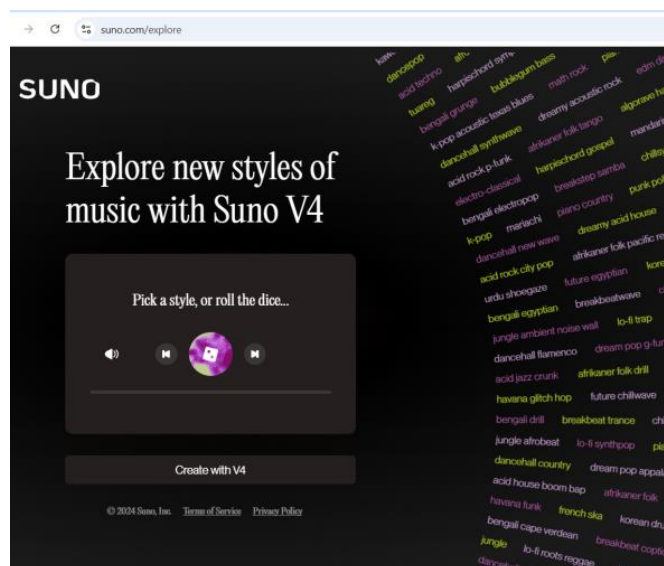 suno.com/explore
SUNO
Explore new styles of
music with Suno V4
Pick a style, or roll the dice...
Create with V4
© 2024 Suno, Inc. Terms of Service Privacy Policy
dancepop
acid techno harpsichord
tuareg bubblegum bass
bengali grunge math rock
k-pop acoustic texas blues
dancehall synthwave dreamy acoustic rock
acid rock p-funk afrikaner folk tango
electro-classical harpischord gospel
bengali electropop breakstep samba
k-pop mariachi piano country
dancehall new wave dreamy acid house
acid rock city pop afrikaner folk pacific
urdu shoegaze future egyptian
bengali egyptian breakbeatwave
jungle ambient noise wall lo-fi trap
dancehall flamenco dream pop
acid jazz crunk afrikaner folk drill
havana glitch hop future chillwave
bengali drill breakbeat trance
jungle afrobeat lo-fi synthpop
dancehall country dream pop
acid house boom bap afrikaner folk
havana funk french ska korean
bengali cape verdean breakbeat
jungle lo-fi roots reggae